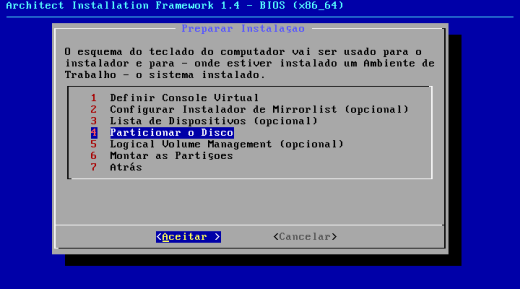 Architect Installation Framework 1.4 - BIOS (x86_64)
Preparar Instalaçao
O esquema do teclado do computador vai ser usado para o
instalador e para - onde estiver instalado um Ambiente de
Trabalho - o sistema instalado.
1 Definir Console Virtual
2 Configurar Instalador de Mirrorlist (opcional)
3 Lista de Dispositivos (opcional)
4 Particionar o Disco
5 Logical Volume Management (opcional)
6 Montar as Partiçoes
7 Atrás
<Aceitar > <Cancelar>